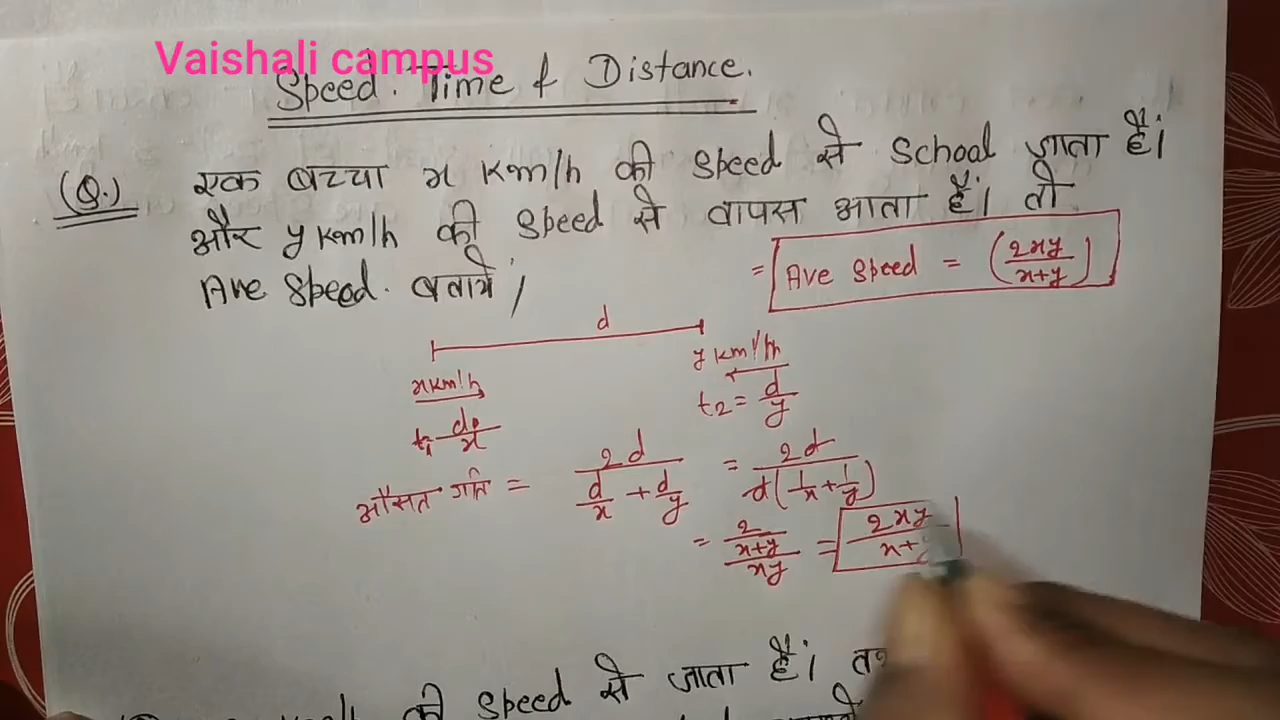 Vaishali campus
Speed. Time & Distance.
(Q.) एक बच्चा x Km/h की speed से School जाता हैं।
और y Km/h की speed से वापस आता हैं। तो
Ave speed. बताये।
= Ave speed = (2xy/x+y)
d
x Km/h
y Km/h
t1 = d/x
t2 = d/y
औसत गति = 2d / (d/x + d/y) = 2d / d(1/x + 1/y)
= 2 / (x+y/xy) = 2xy / x+y
की speed से जाता हैं।